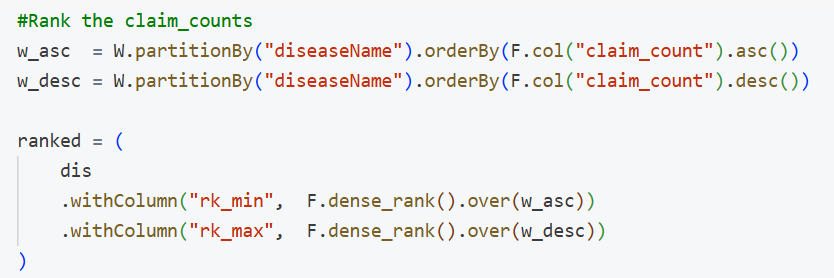 #Rank the claim_counts
w_asc  = W.partitionBy("diseaseName").orderBy(F.col("claim_count").asc())
w_desc = W.partitionBy("diseaseName").orderBy(F.col("claim_count").desc())

ranked = (
    dis
    .withColumn("rk_min",  F.dense_rank().over(w_asc))
    .withColumn("rk_max",  F.dense_rank().over(w_desc))
)